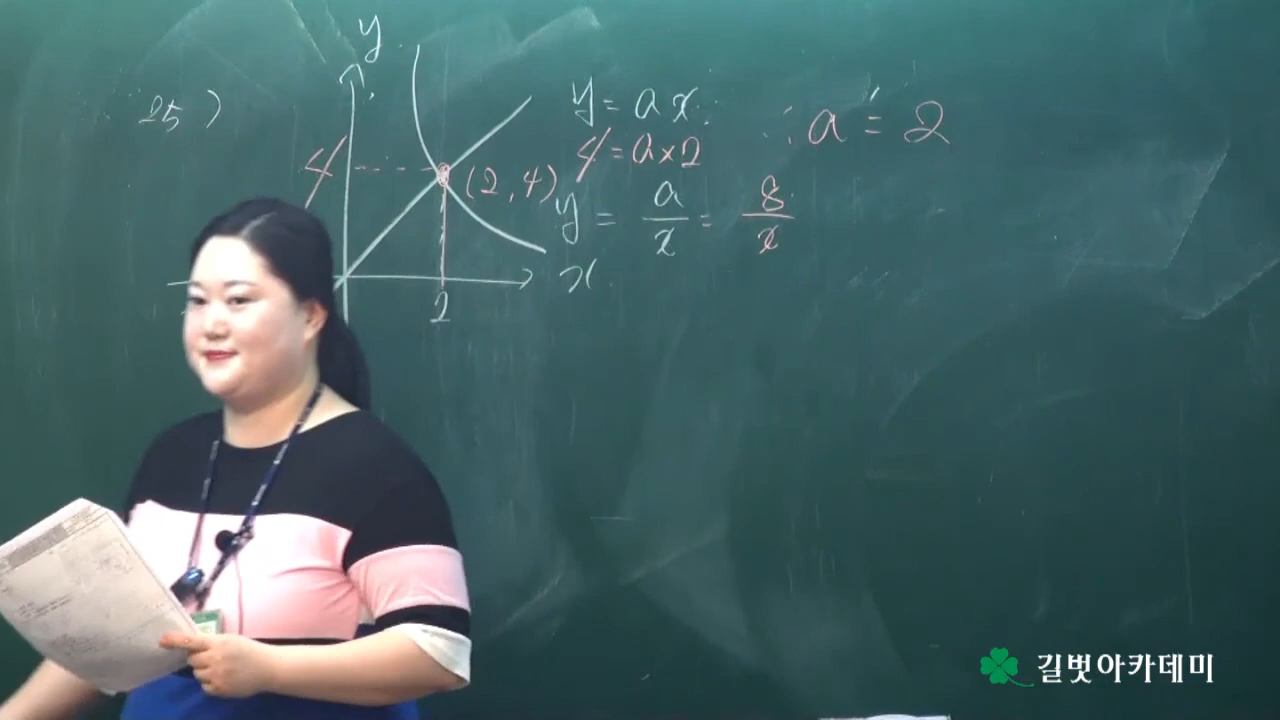 y
25)
y = ax
∴ a = 2
4
4 = a×2
(2, 4)
y = a/x = 8/x
x
2
길벗아카데미